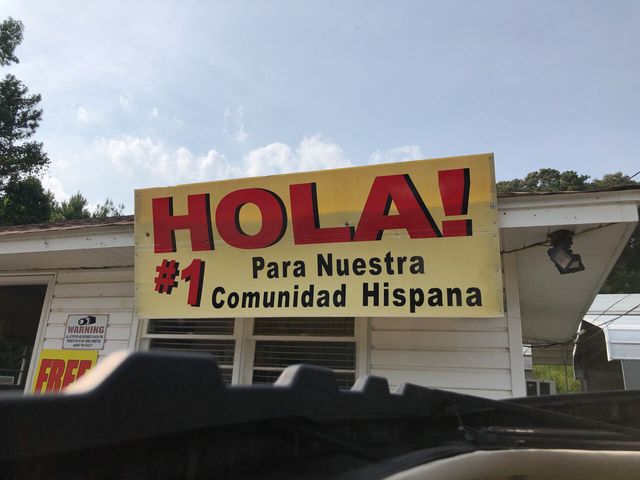 HOLA!
#1 Para Nuestra
Comunidad Hispana
WARNING
FREE